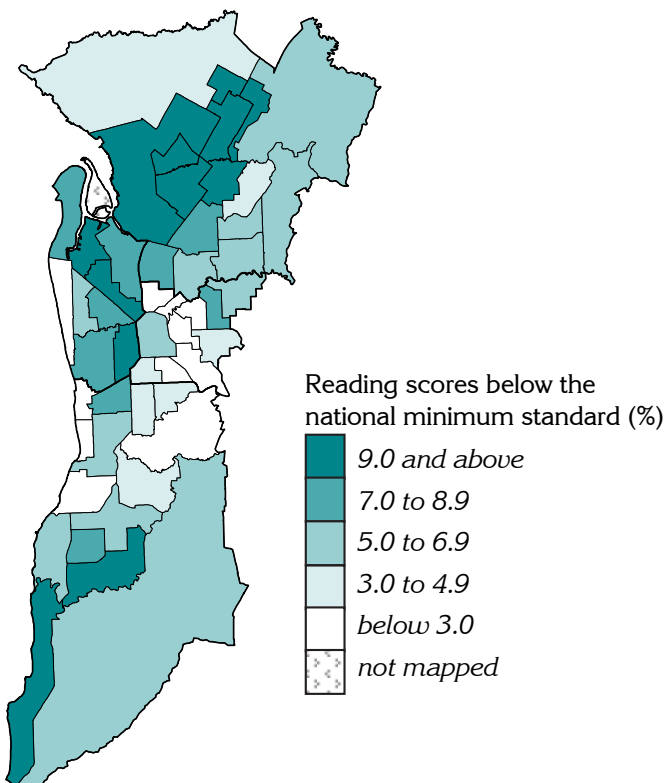 Reading scores below the
national minimum standard (%)
9.0 and above
7.0 to 8.9
5.0 to 6.9
3.0 to 4.9
below 3.0
not mapped